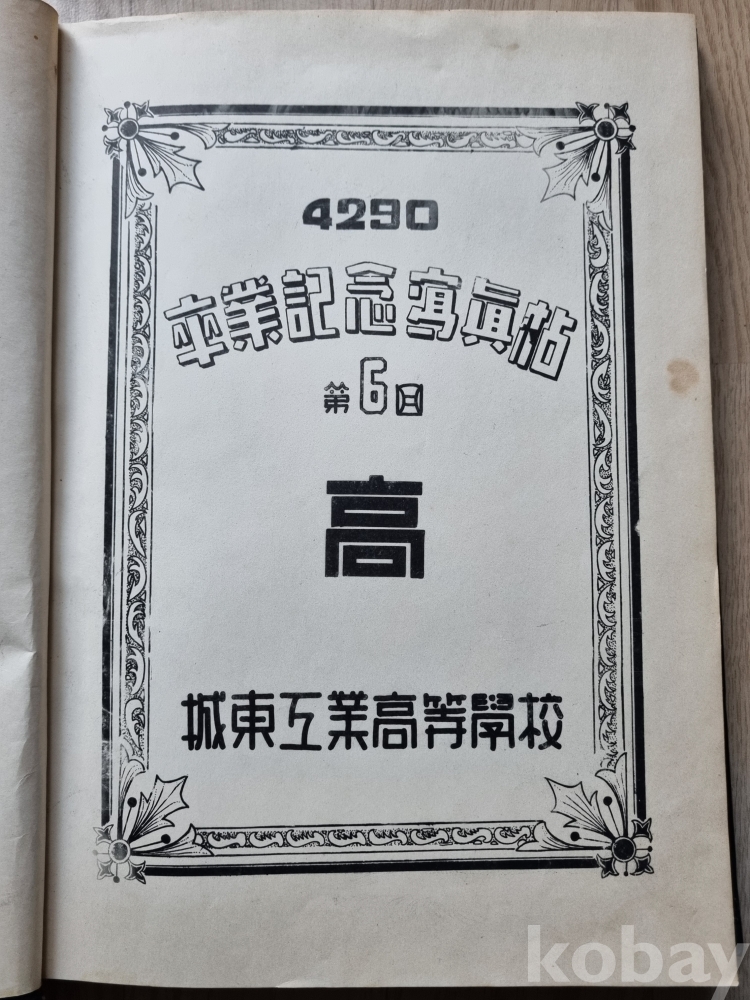 4290
卒業記念寫眞帖
第6回
高
城東工業高等學校
kobay